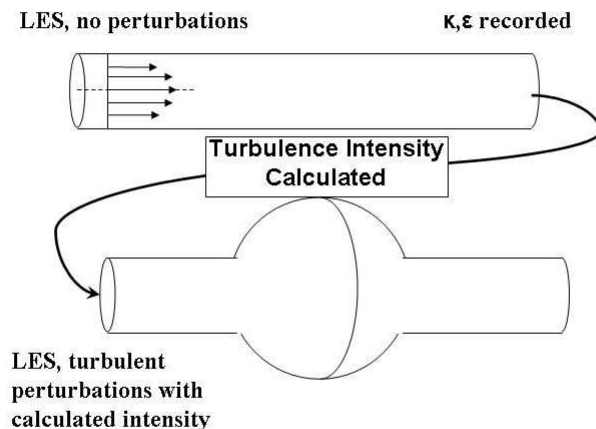 LES, no perturbations
κ,ε recorded
Turbulence Intensity
Calculated
LES, turbulent
perturbations with
calculated intensity